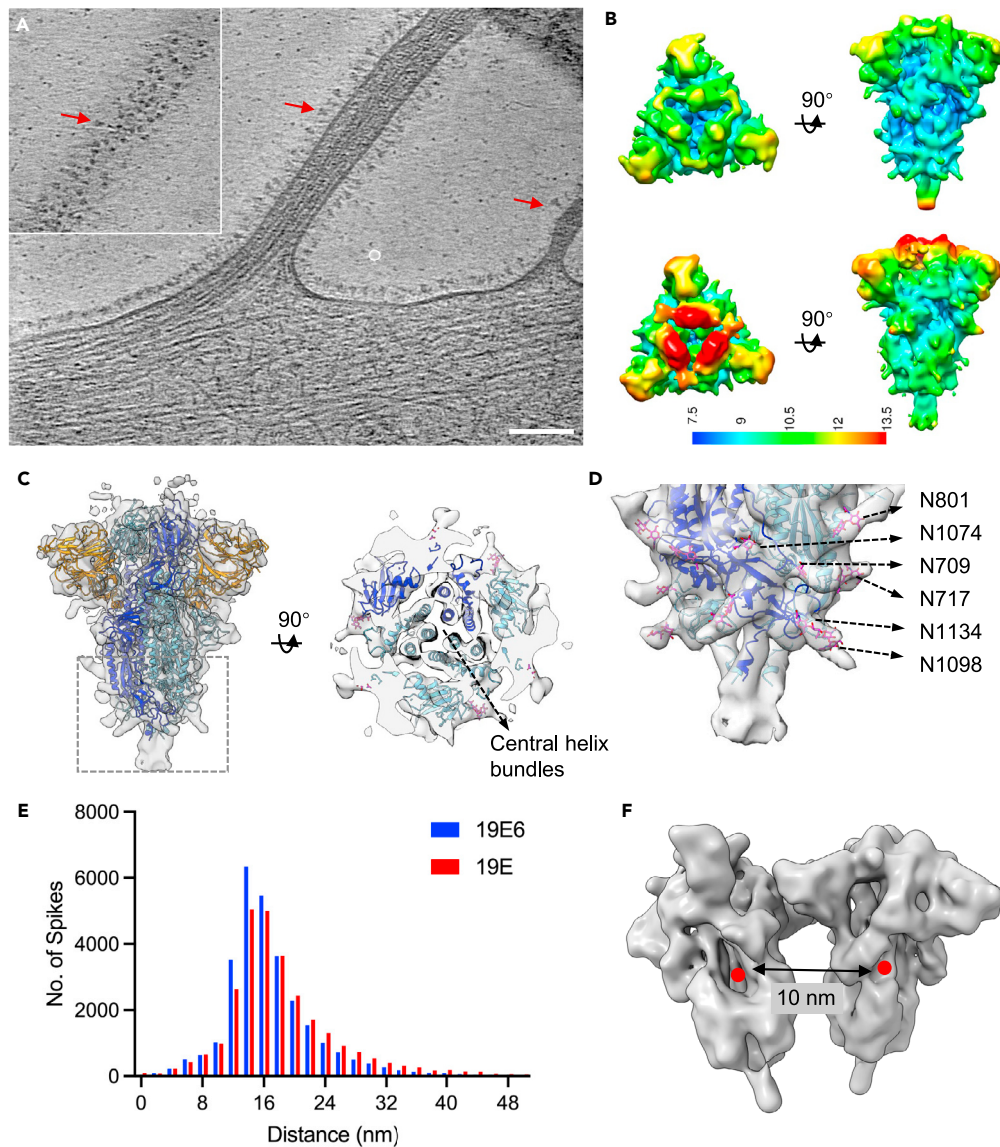 A
B
90°
90°
7.5
9
10.5
12
13.5
C
90°
Central helix
bundles
D
N801
N1074
N709
N717
N1134
N1098
E
8000
6000
4000
2000
0
No. of Spikes
19E6
19E
0
8
16
24
32
40
48
Distance (nm)
F
10 nm